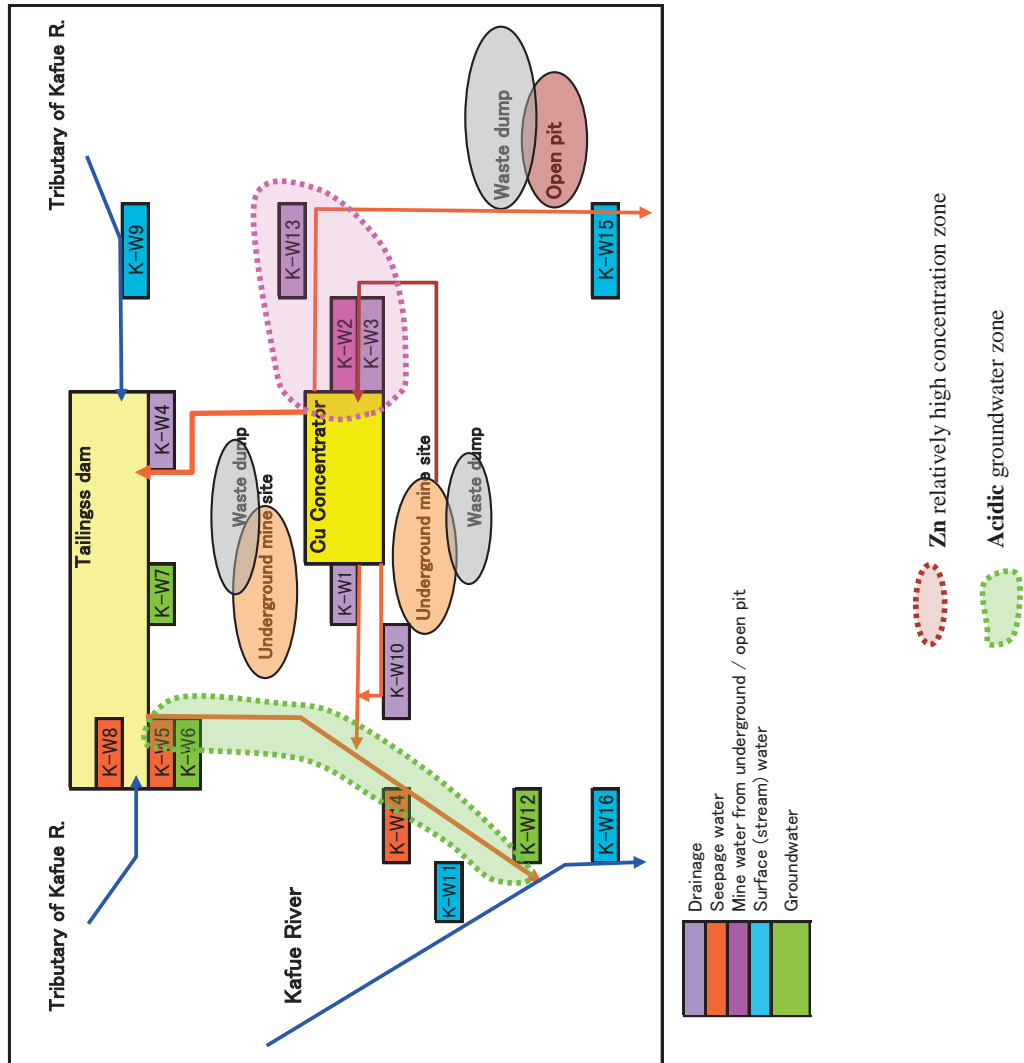 Tributary of Kafue R.
Tributary of Kafue R.
Kafue River
Tailingss dam
K-W8
K-W5
K-W6
K-W7
K-W4
K-W9
Waste dump
Underground mine site
Cu Concentrator
K-W1
K-W10
K-W2
K-W3
K-W13
Underground mine site
Waste dump
Waste dump
Open pit
K-W14
K-W11
K-W12
K-W16
K-W15
Drainage
Seepage water
Mine water from underground / open pit
Surface (stream) water
Groundwater
Zn relatively high concentration zone
Acidic groundwater zone